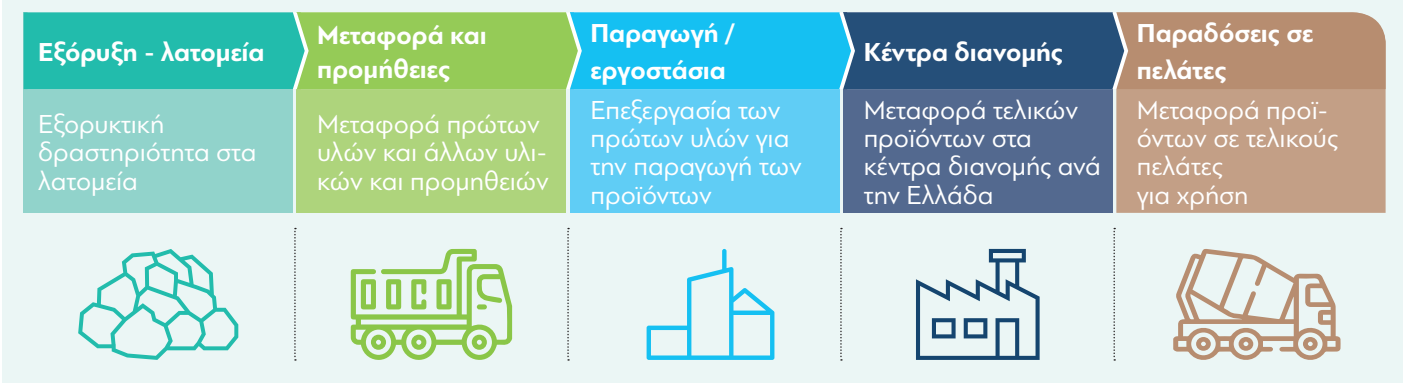 Εξόρυξη - λατομεία
Εξορυκτική
δραστηριότητα στα
λατομεία
Μεταφορά και
προμήθειες
Μεταφορά πρώτων
υλών και άλλων υλι-
κών και προμηθειών
Παραγωγή /
εργοστάσια
Επεξεργασία των
πρώτων υλών για
την παραγωγή των
προϊόντων
Κέντρα διανομής
Μεταφορά τελικών
προϊόντων στα
κέντρα διανομής ανά
την Ελλάδα
Παραδόσεις σε
πελάτες
Μεταφορά προϊ-
όντων σε τελικούς
πελάτες
για χρήση